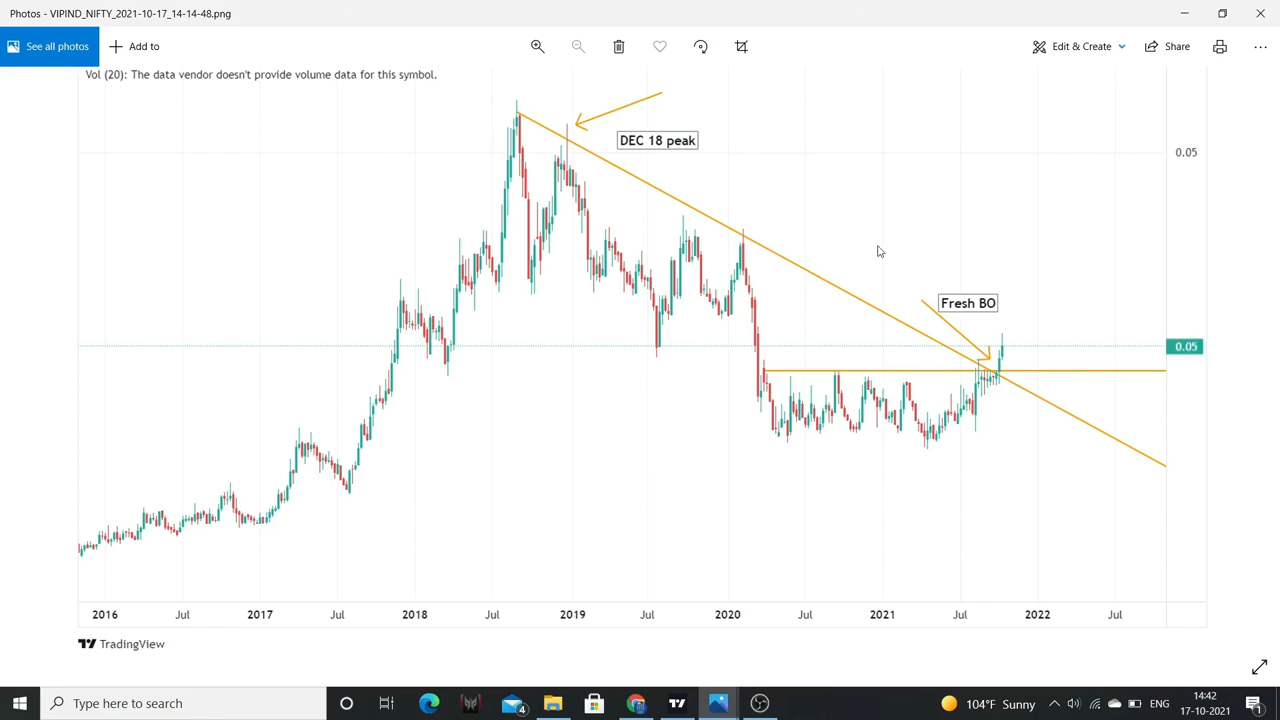 Photos - VIPIND_NIFTY_2021-10-17_14-14-48.png
See all photos
Add to
Edit & Create
Share
Vol (20): The data vendor doesn't provide volume data for this symbol.
DEC 18 peak
0.05
Fresh BO
0.05
2016 Jul 2017 Jul 2018 Jul 2019 Jul 2020 Jul 2021 Jul 2022 Jul
TradingView
Type here to search
4
104°F Sunny
ENG
14:42
17-10-2021
1